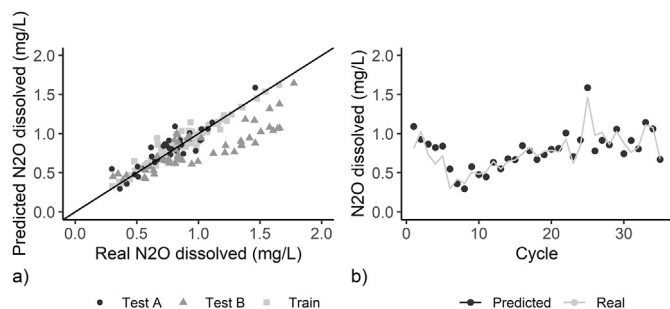 Predicted N2O dissolved (mg/L)
2.0
1.5
1.0
0.5
0.0
0.0 0.5 1.0 1.5 2.0
Real N2O dissolved (mg/L)
a)
Test A Test B Train
N2O dissolved (mg/L)
2.0
1.5
1.0
0.5
0.0
0 10 20 30
Cycle
b)
Predicted Real